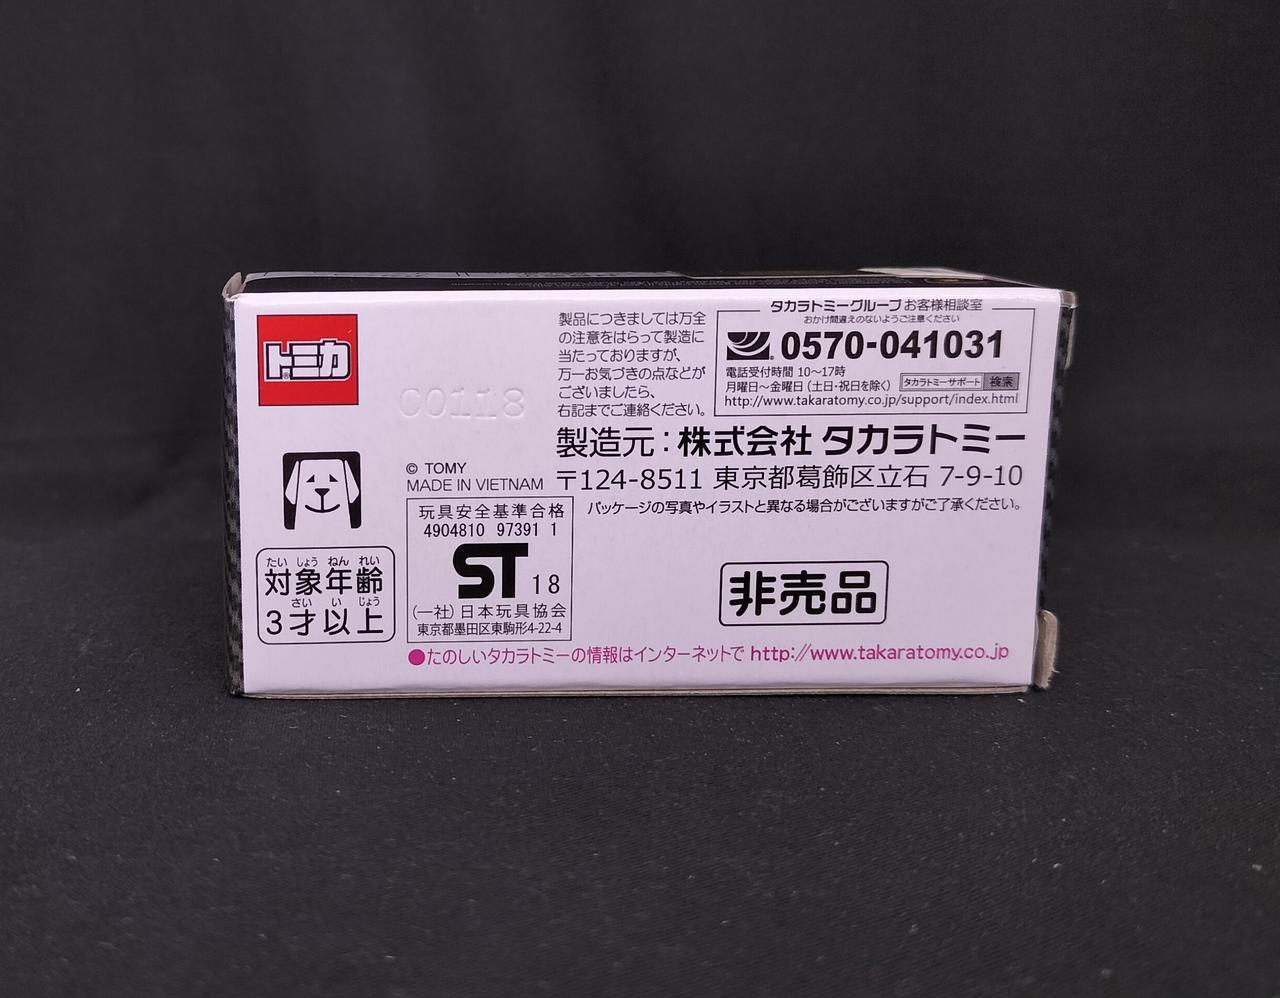 トミカ
®
C0118
© TOMY
MADE IN VIETNAM
たい しょう ねん れい
対象年齢
さい い じょう
3才以上
玩具安全基準合格
4904810 97391 1
ST 18
(一社)日本玩具協会
東京都墨田区東駒形4-22-4
製品につきましては万全
の注意をはらって製造に
当たっておりますが、
万一お気づきの点などが
ございましたら、
右記までご連絡ください。
タカラトミーグループお客様相談室
おかけ間違えのないようご注意ください
0570-041031
電話受付時間 10〜17時
月曜日〜金曜日(土日・祝日を除く) タカラトミーサポート 検索
http://www.takaratomy.co.jp/support/index.html
製造元:株式会社 タカラトミー
〒124-8511 東京都葛飾区立石 7-9-10
パッケージの写真やイラストと異なる場合がございますがご了承ください。
非売品
●たのしいタカラトミーの情報はインターネットで http://www.takaratomy.co.jp